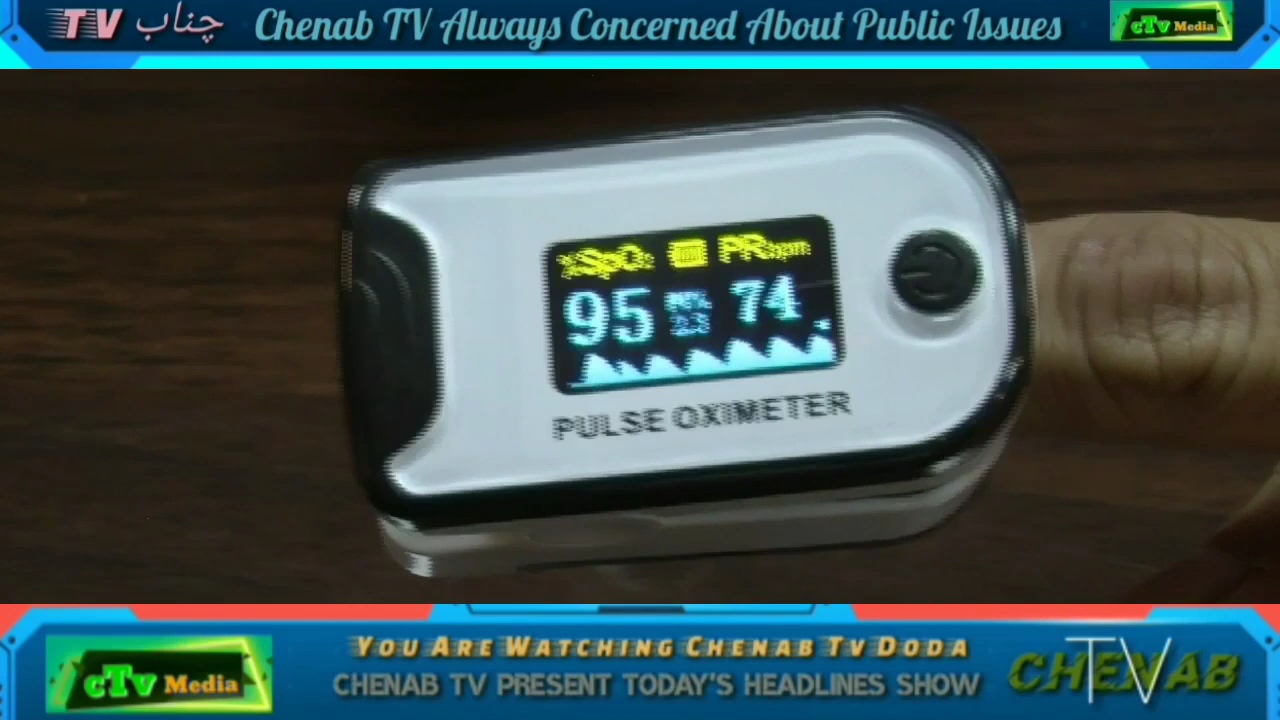 TV چناب
Chenab TV Always Concerned About Public Issues
cTv Media
%SpO₂ PRbpm
95 74
PULSE OXIMETER
cTv Media
YOU ARE WATCHING CHENAB TV DODA
CHENAB TV PRESENT TODAY'S HEADLINES SHOW
CHENAB TV